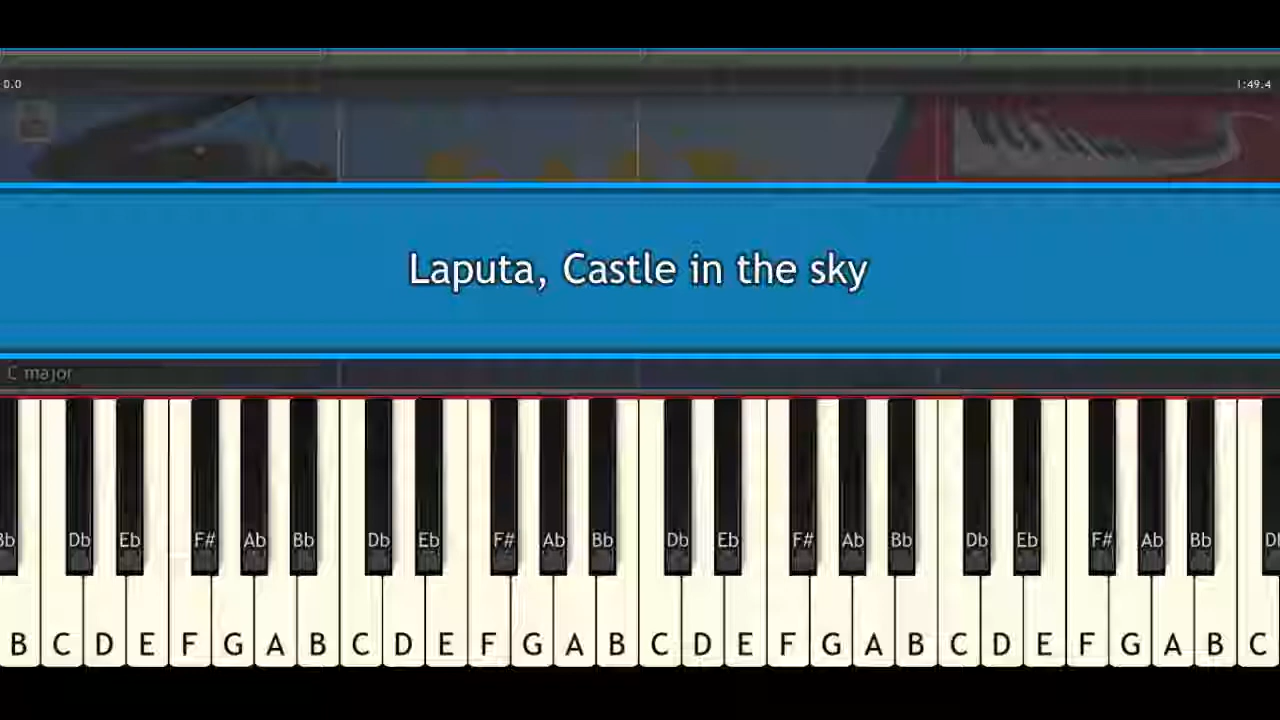 0.0 1:49.4
Laputa, Castle in the sky
C major
Bb Db Eb F# Ab Bb Db Eb F# Ab Bb Db Eb F# Ab Bb Db Eb F# Ab Bb
B C D E F G A B C D E F G A B C D E F G A B C D E F G A B C